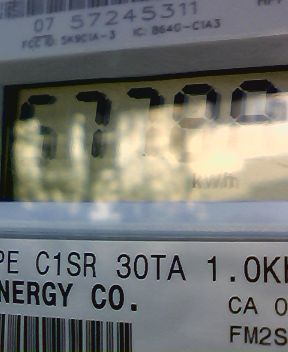 07 57245311
FCC ID: SK9C1A-3 IC: 864G-C1A3
kWh
PE C1SR 30TA 1.0K
NERGY CO.
CA 0
FM2S